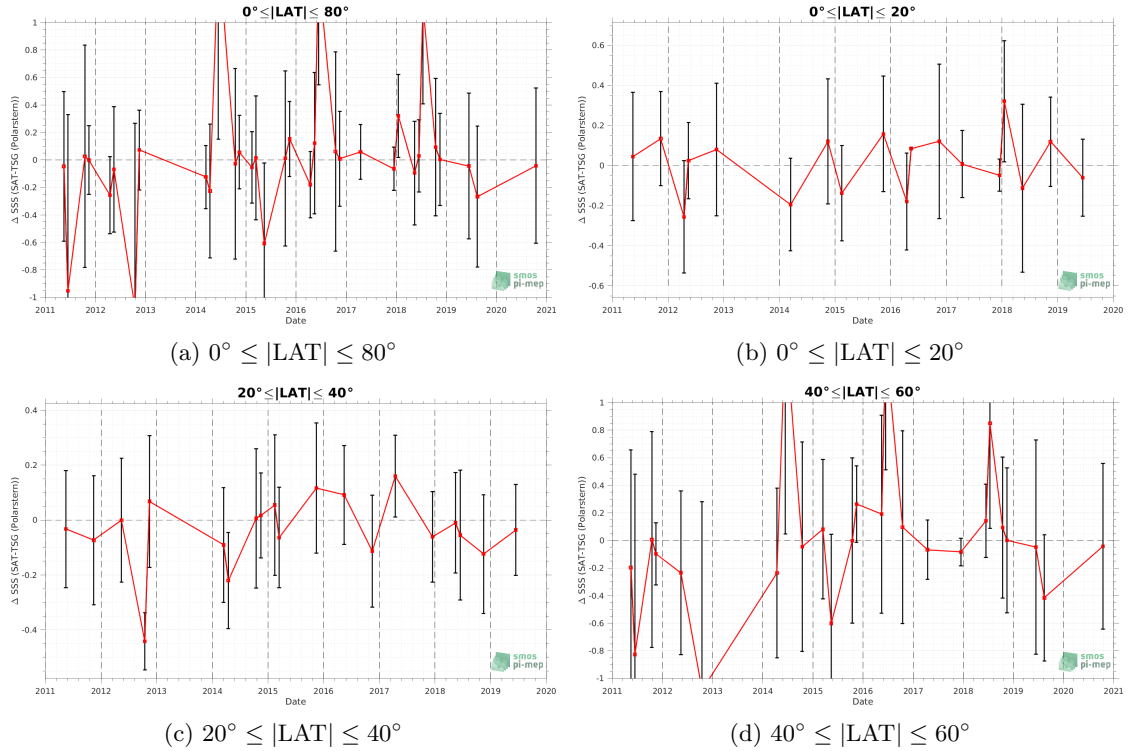 0°≤|LAT|≤ 80°
Δ SSS (SAT-TSG (Polarstern))
1
0.8
0.6
0.4
0.2
0
-0.2
-0.4
-0.6
-0.8
-1
2011 2012 2013 2014 2015 2016 2017 2018 2019 2020 2021
Date
smos
pi-mep
(a) 0° ≤ |LAT| ≤ 80°
0°≤|LAT|≤ 20°
Δ SSS (SAT-TSG (Polarstern))
0.6
0.4
0.2
0
-0.2
-0.4
-0.6
2011 2012 2013 2014 2015 2016 2017 2018 2019 2020
Date
smos
pi-mep
(b) 0° ≤ |LAT| ≤ 20°
20°≤|LAT|≤ 40°
Δ SSS (SAT-TSG (Polarstern))
0.4
0.2
0
-0.2
-0.4
2011 2012 2013 2014 2015 2016 2017 2018 2019 2020
Date
smos
pi-mep
(c) 20° ≤ |LAT| ≤ 40°
40°≤|LAT|≤ 60°
Δ SSS (SAT-TSG (Polarstern))
1
0.8
0.6
0.4
0.2
0
-0.2
-0.4
-0.6
-0.8
-1
2011 2012 2013 2014 2015 2016 2017 2018 2019 2020 2021
Date
smos
pi-mep
(d) 40° ≤ |LAT| ≤ 60°